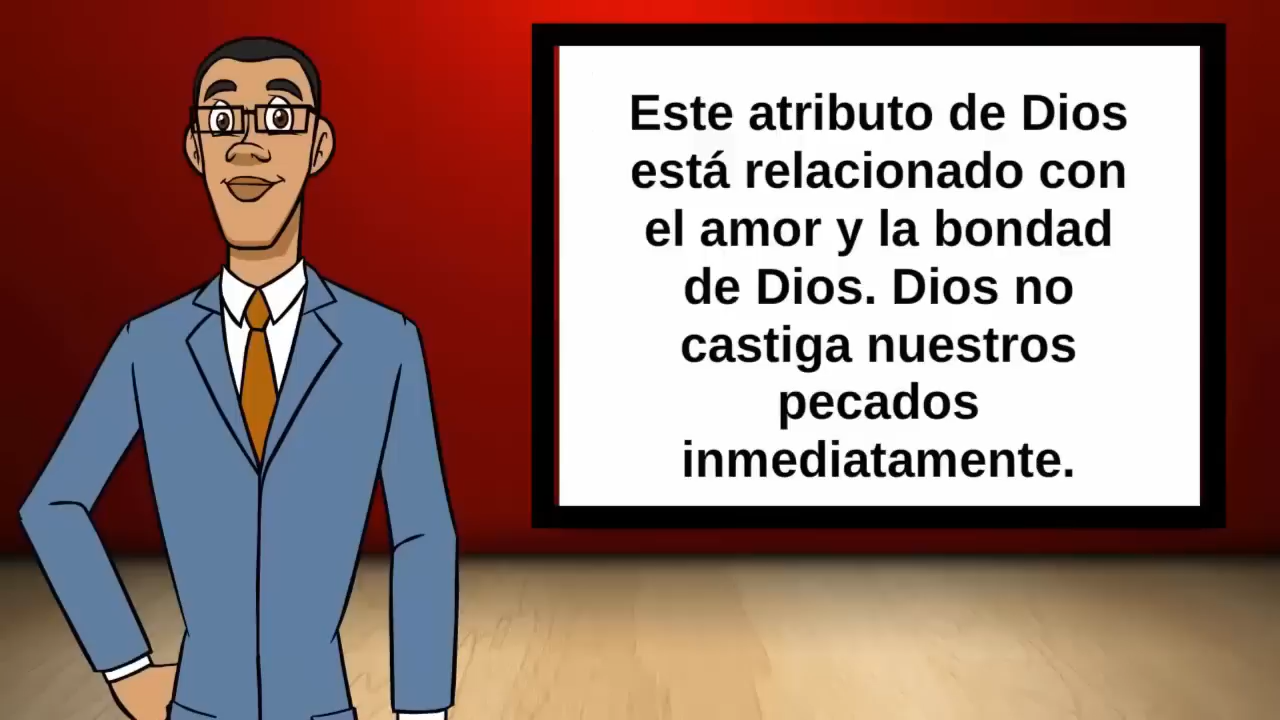 Este atributo de Dios
está relacionado con
el amor y la bondad
de Dios. Dios no
castiga nuestros
pecados
inmediatamente.